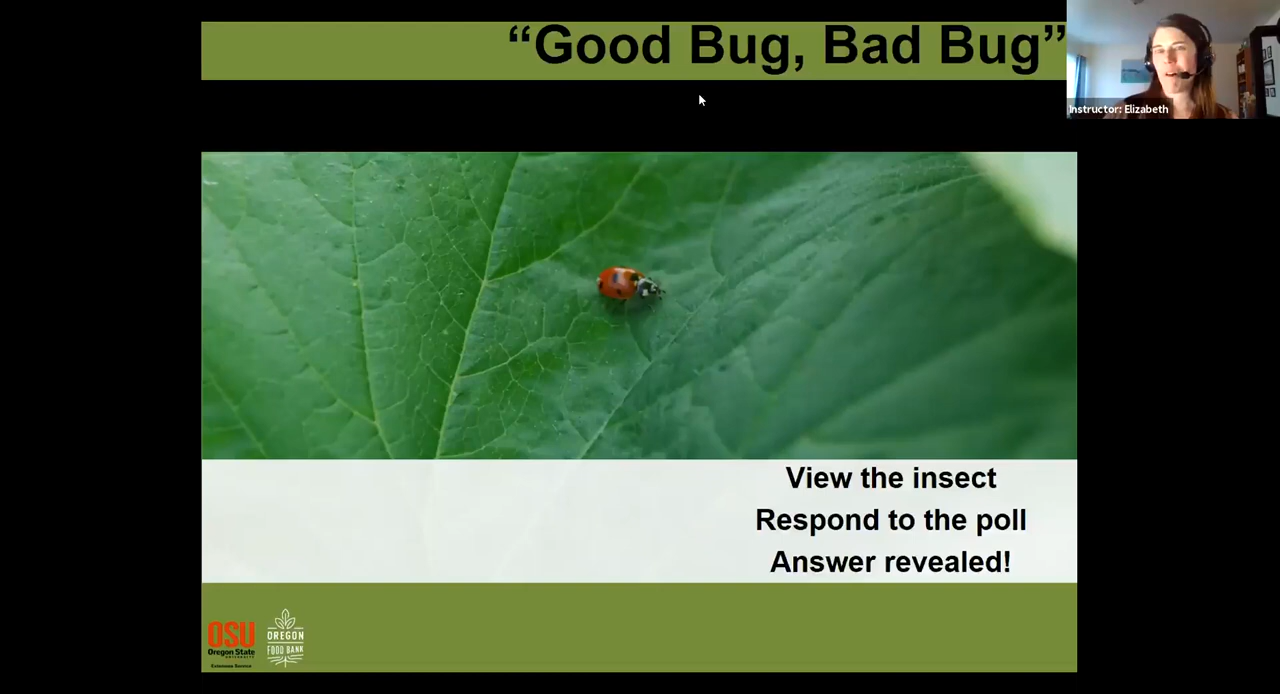 “Good Bug, Bad Bug”
Instructor: Elizabeth
View the insect
Respond to the poll
Answer revealed!
OSU
Oregon State
UNIVERSITY
Extension Service
OREGON
FOOD BANK